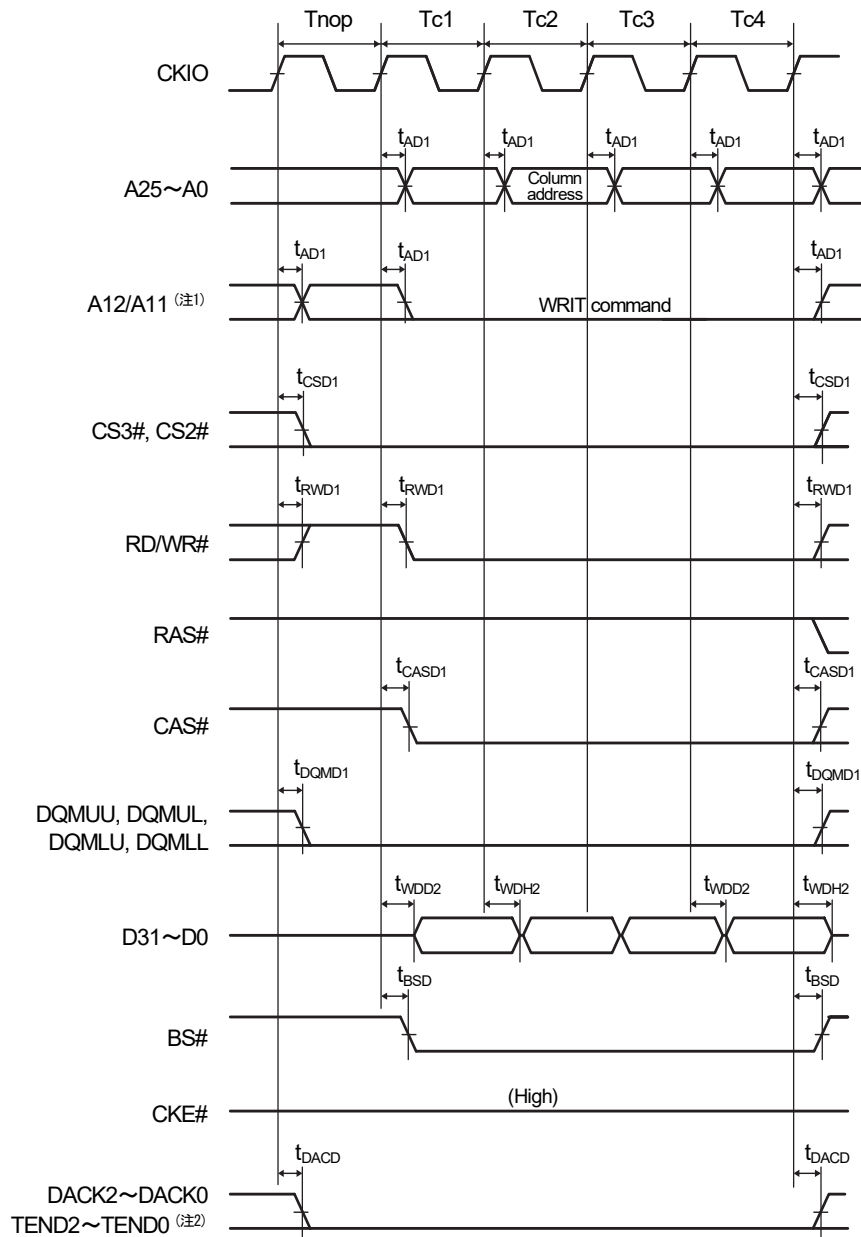 Tnop Tc1 Tc2 Tc3 Tc4
CKIO
tAD1 tAD1 tAD1 tAD1 tAD1
A25～A0
Column
address
tAD1 tAD1 tAD1
A12/A11 (注1)
WRIT command
tCSD1 tCSD1
CS3#, CS2#
tRWD1 tRWD1 tRWD1
RD/WR#
RAS#
tCASD1 tCASD1
CAS#
tDQMD1 tDQMD1
DQMUU, DQMUL,
DQMLU, DQMLL
tWDD2 tWDH2 tWDD2 tWDH2
D31～D0
tBSD tBSD
BS#
(High)
CKE#
tDACD tDACD
DACK2～DACK0
TEND2～TEND0 (注2)